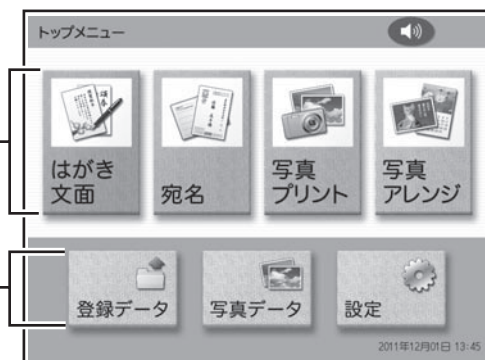 トップメニュー
はがき
文面
宛名
写真
プリント
写真
アレンジ
登録データ
写真データ
設定
2011年12月01日 13:45